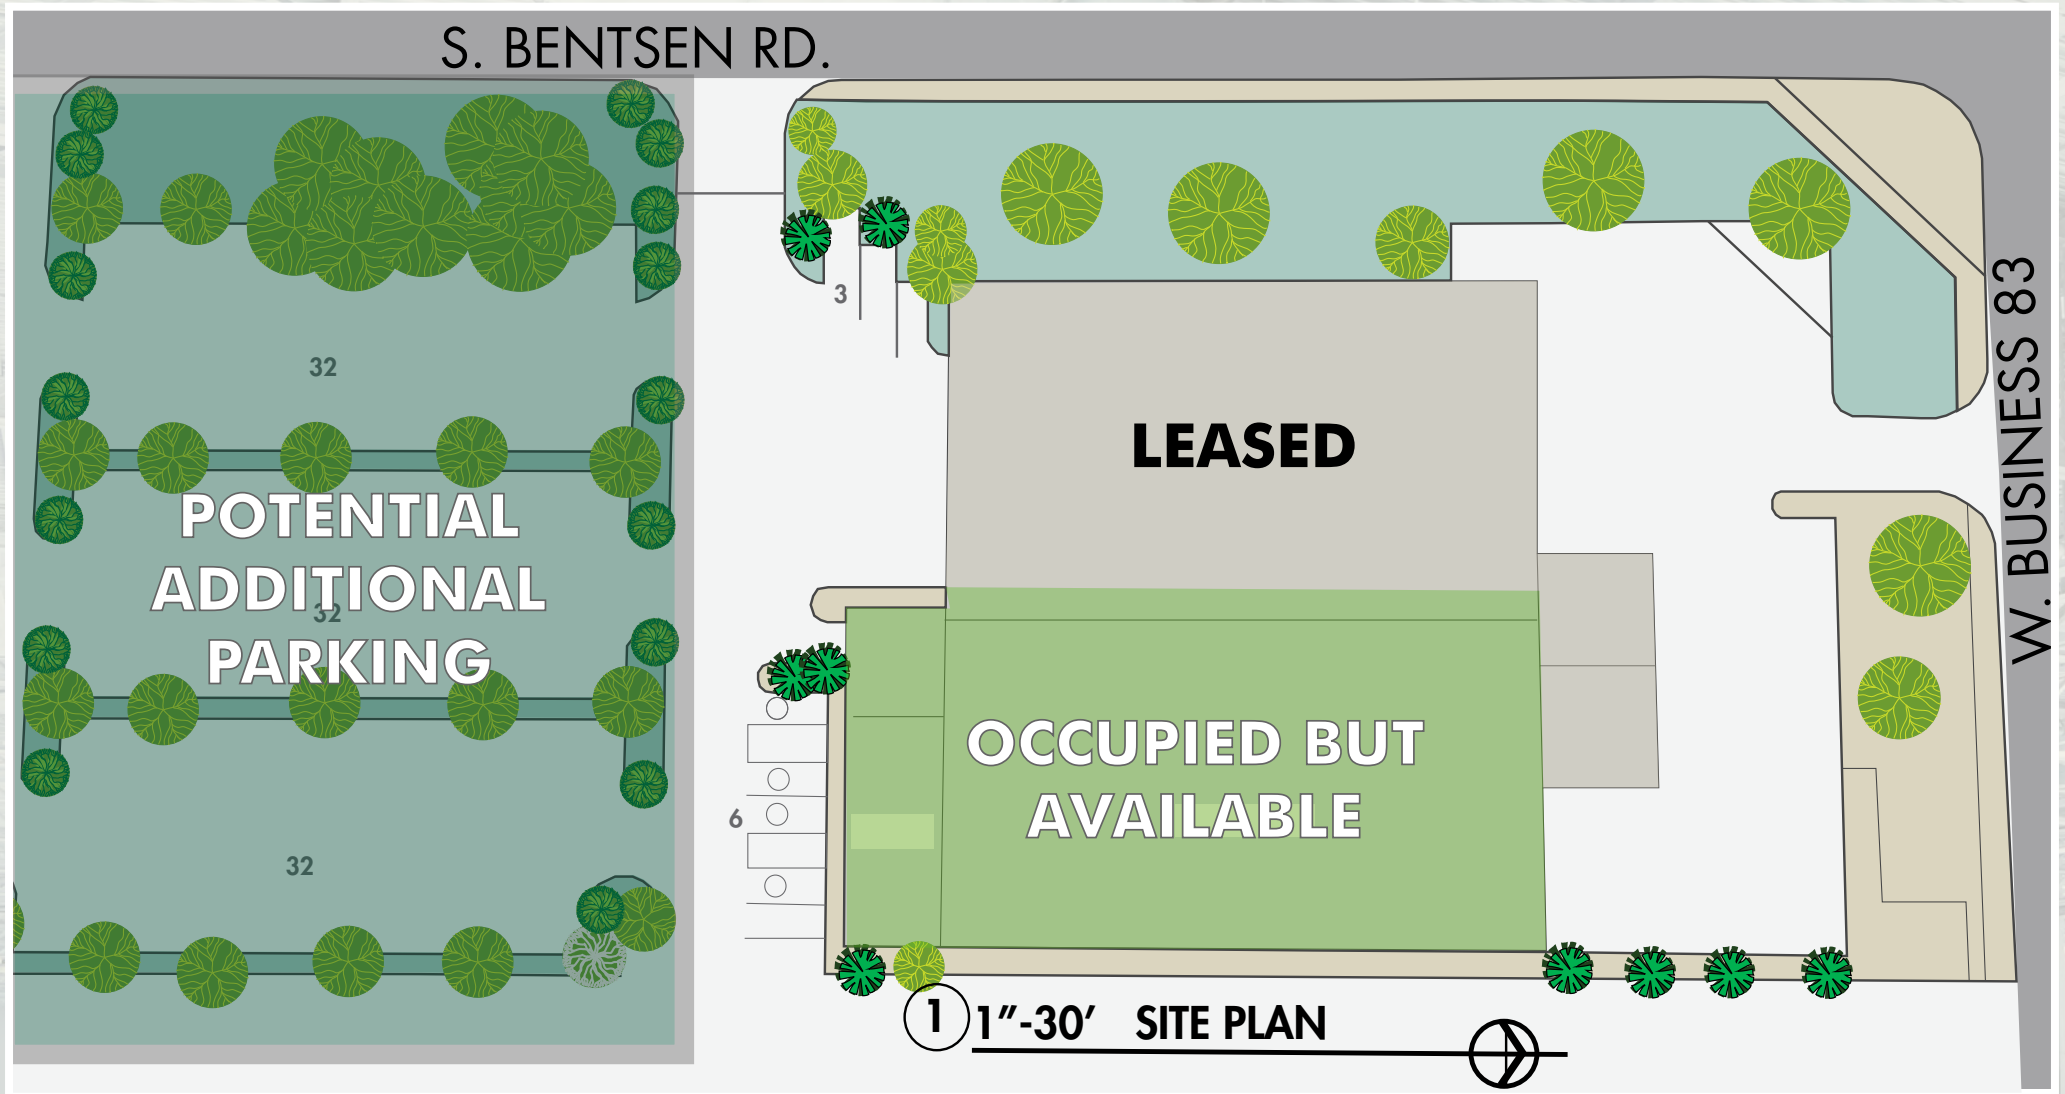 S. BENTSEN RD.
W. BUSINESS 83
3
32
LEASED
POTENTIAL
ADDITIONAL
32
PARKING
OCCUPIED BUT
AVAILABLE
6
32
1
1”-30’ SITE PLAN